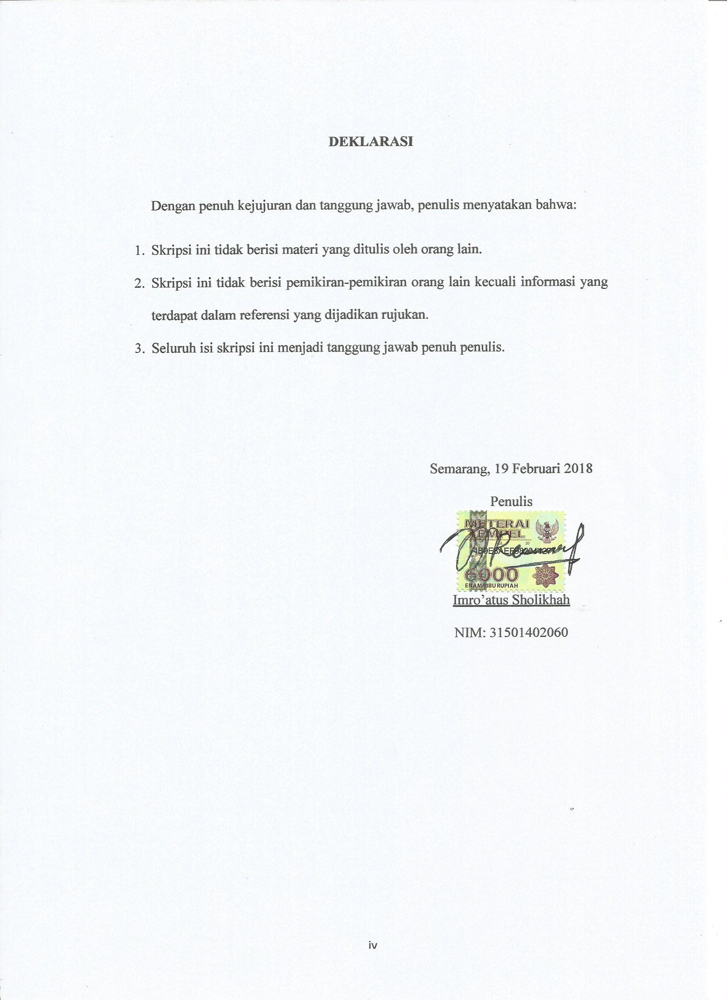 DEKLARASI
Dengan penuh kejujuran dan tanggung jawab, penulis menyatakan bahwa:
1. Skripsi ini tidak berisi materi yang ditulis oleh orang lain.
2. Skripsi ini tidak berisi pemikiran-pemikiran orang lain kecuali informasi yang
terdapat dalam referensi yang dijadikan rujukan.
3. Seluruh isi skripsi ini menjadi tanggung jawab penuh penulis.
Semarang, 19 Februari 2018
Penulis
METERAI
TEMPEL
20
6000
ENAM RIBU RUPIAH
Imro’atus Sholikhah
NIM: 31501402060
iv